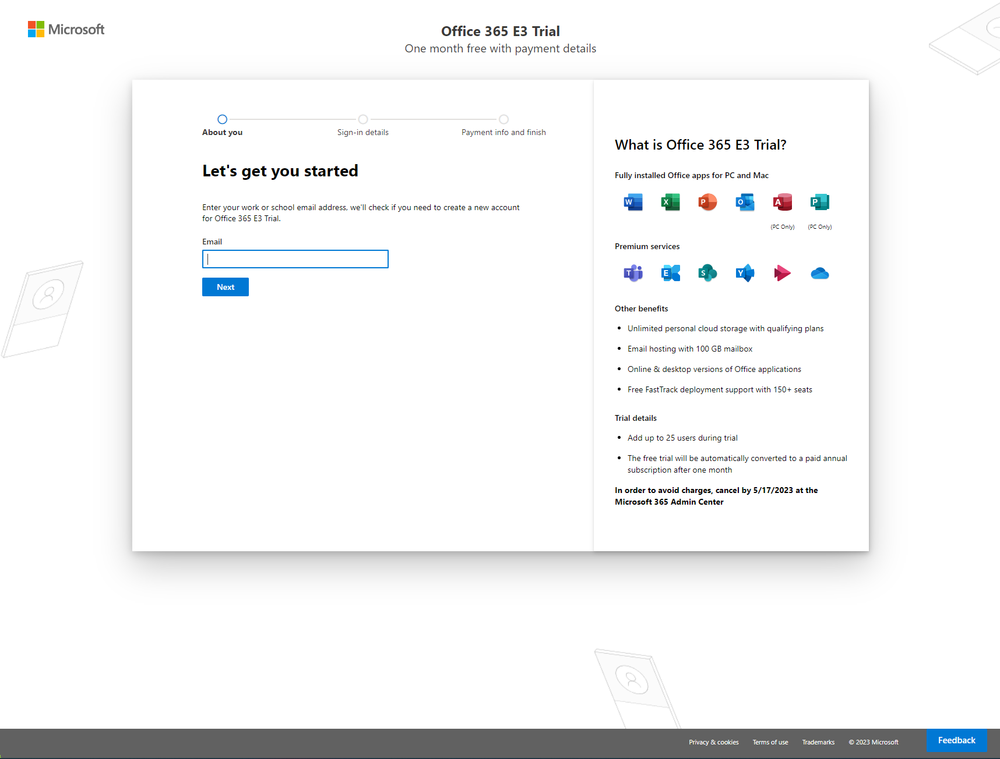 Microsoft
Office 365 E3 Trial
One month free with payment details
About you
Sign-in details
Payment info and finish
Let's get you started
Enter your work or school email address, we'll check if you need to create a new account
for Office 365 E3 Trial.
Email
Next
What is Office 365 E3 Trial?
Fully installed Office apps for PC and Mac
W X P O A P
(PC Only) (PC Only)
Premium services
T E S Y
Other benefits
Unlimited personal cloud storage with qualifying plans
Email hosting with 100 GB mailbox
Online & desktop versions of Office applications
Free FastTrack deployment support with 150+ seats
Trial details
Add up to 25 users during trial
The free trial will be automatically converted to a paid annual
subscription after one month
In order to avoid charges, cancel by 5/17/2023 at the
Microsoft 365 Admin Center
Privacy & cookies Terms of use Trademarks © 2023 Microsoft
Feedback